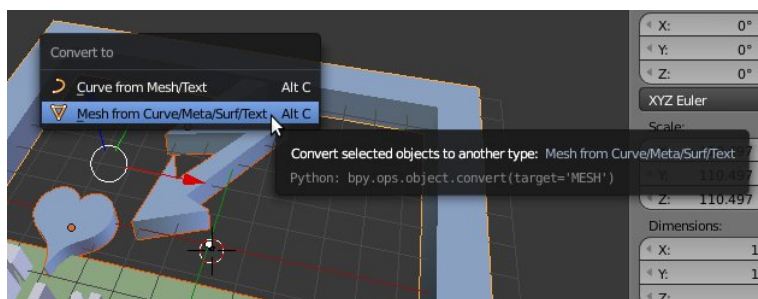 Convert to
Curve from Mesh/Text Alt C
Mesh from Curve/Meta/Surf/Text Alt C
Convert selected objects to another type: Mesh from Curve/Meta/Surf/Text
Python: bpy.ops.object.convert(target='MESH')
X: 0°
Y: 0°
Z: 0°
XYZ Euler
Scale:
Y: 110.497
Z: 110.497
Dimensions:
X: 1
Y: 1
Z: